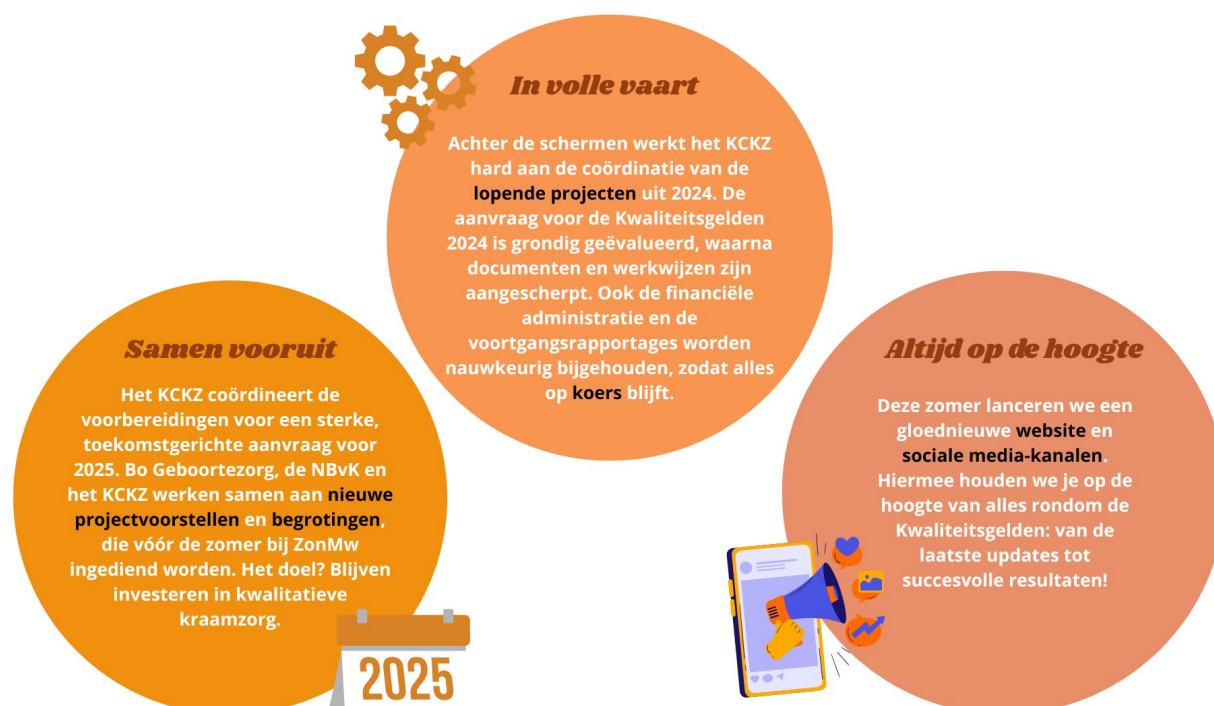 In volle vaart
Achter de schermen werkt het KCKZ
hard aan de coördinatie van de
lopende projecten uit 2024. De
aanvraag voor de Kwaliteitsgelden
2024 is grondig geëvalueerd, waarna
documenten en werkwijzen zijn
aangescherpt. Ook de financiële
administratie en de
voortgangsrapportages worden
nauwkeurig bijgehouden, zodat alles
op koers blijft.
Samen vooruit
Het KCKZ coördineert de
voorbereidingen voor een sterke,
toekomstgerichte aanvraag voor
2025. Bo Geboortezorg, de NBvK en
het KCKZ werken samen aan nieuwe
projectvoorstellen en begrotingen,
die vóór de zomer bij ZonMw
ingediend worden. Het doel? Blijven
investeren in kwalitatieve
kraamzorg.
2025
Altijd op de hoogte
Deze zomer lanceren we een
gloednieuwe website en
sociale media-kanalen.
Hiermee houden we je op de
hoogte van alles rondom de
Kwaliteitsgelden: van de
laatste updates tot
succesvolle resultaten!